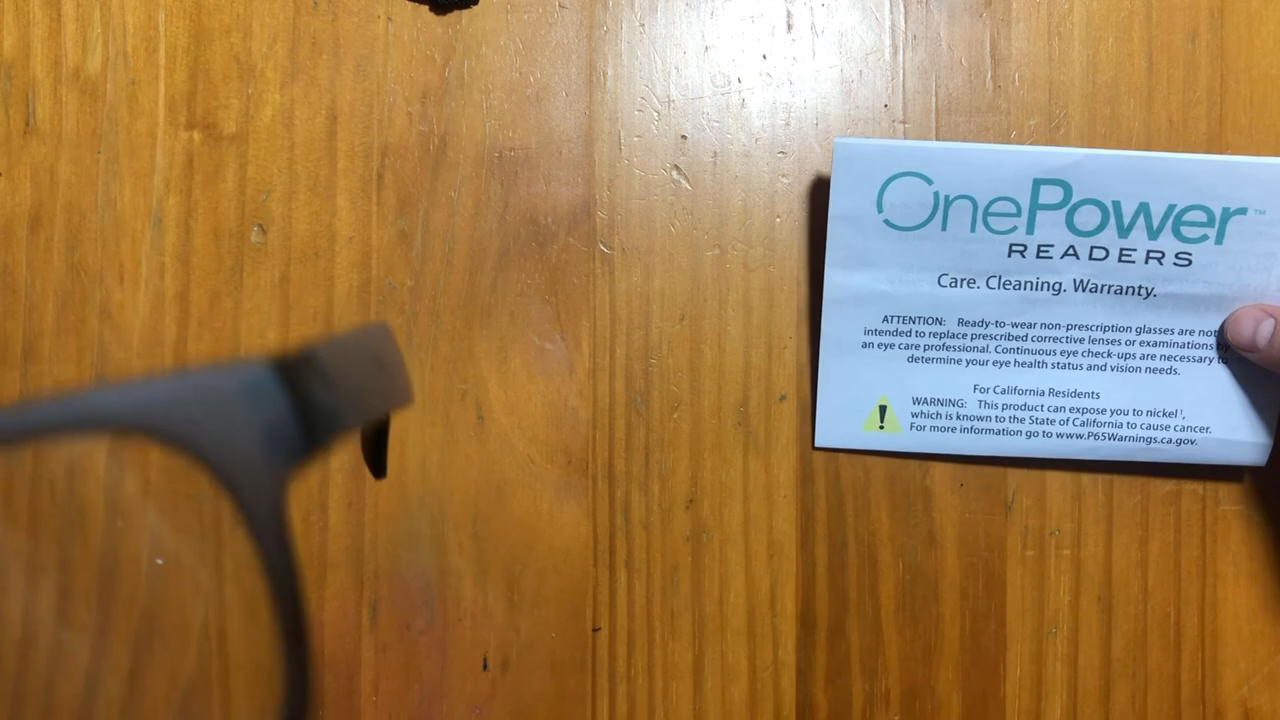 OnePower™
READERS
Care. Cleaning. Warranty.
ATTENTION: Ready-to-wear non-prescription glasses are not
intended to replace prescribed corrective lenses or examinations by
an eye care professional. Continuous eye check-ups are necessary to
determine your eye health status and vision needs.
For California Residents
WARNING: This product can expose you to nickel¹,
which is known to the State of California to cause cancer.
For more information go to www.P65Warnings.ca.gov.